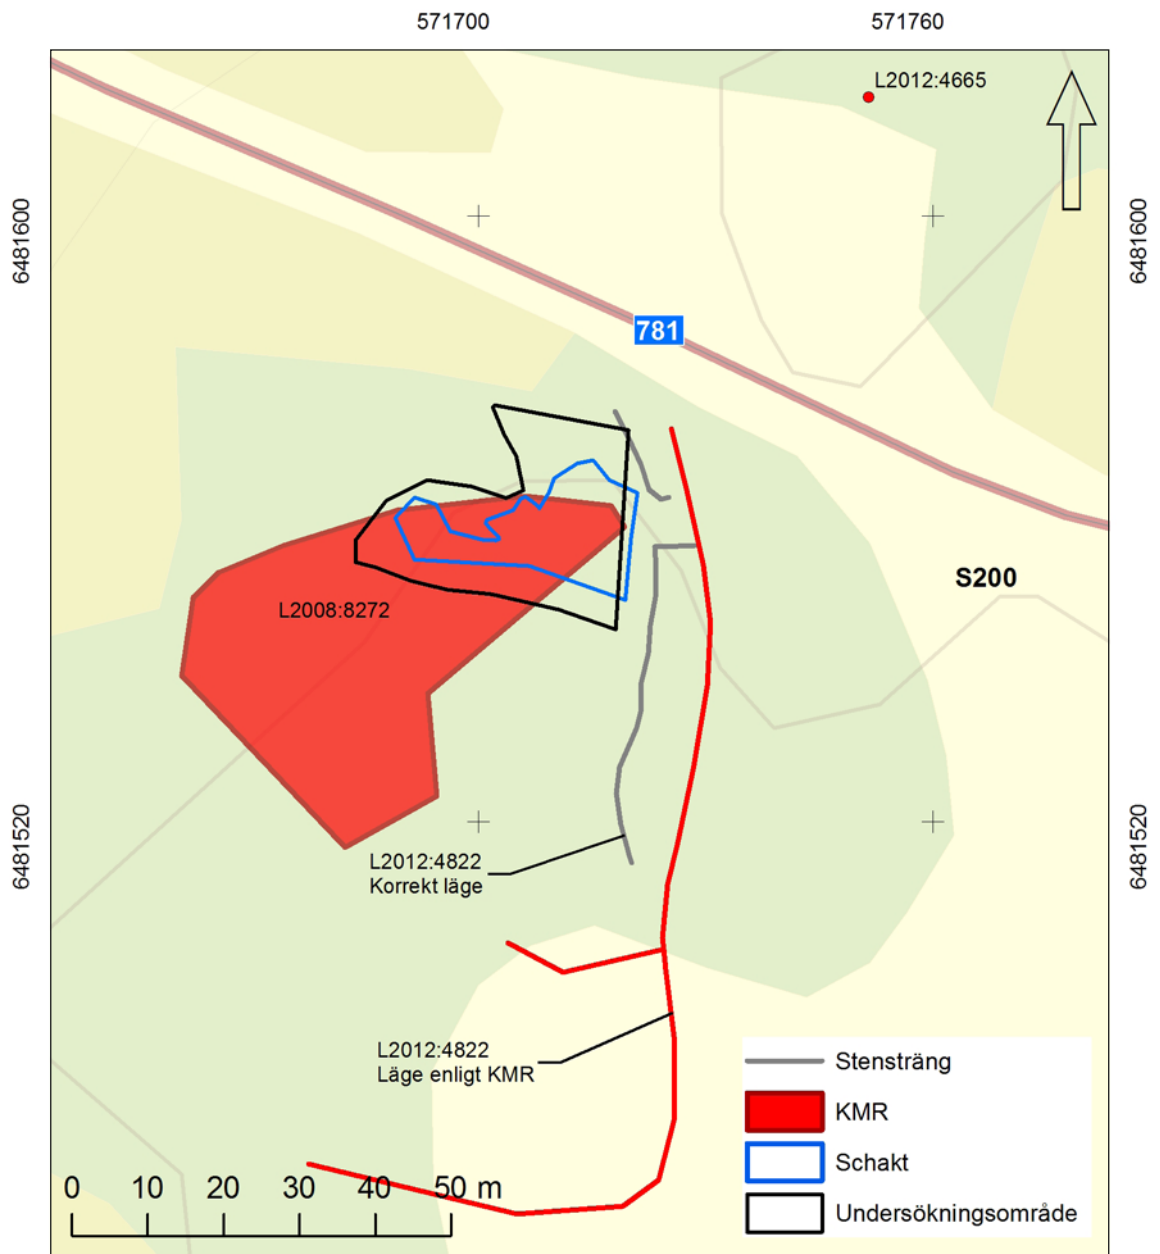 571700
571760
L2012:4665
6481600
6481600
781
S200
L2008:8272
6481520
6481520
L2012:4822
Korrekt läge
L2012:4822
Läge enligt KMR
Stensträng
KMR
Schakt
Undersökningsområde
0 10 20 30 40 50 m